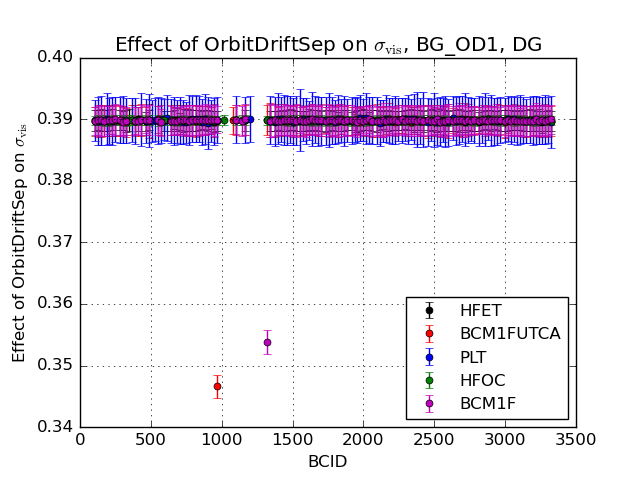 Effect of OrbitDriftSep on σvis, BG_OD1, DG
Effect of OrbitDriftSep on σvis
0.40
0.39
0.38
0.37
0.36
0.35
0.34
HFET
BCM1FUTCA
PLT
HFOC
BCM1F
0 500 1000 1500 2000 2500 3000 3500
BCID